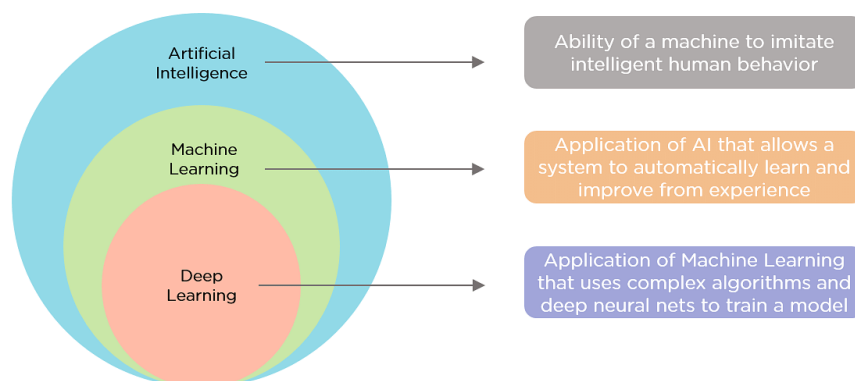 Artificial
Intelligence
Ability of a machine to imitate
intelligent human behavior
Machine
Learning
Application of AI that allows a
system to automatically learn and
improve from experience
Deep
Learning
Application of Machine Learning
that uses complex algorithms and
deep neural nets to train a model